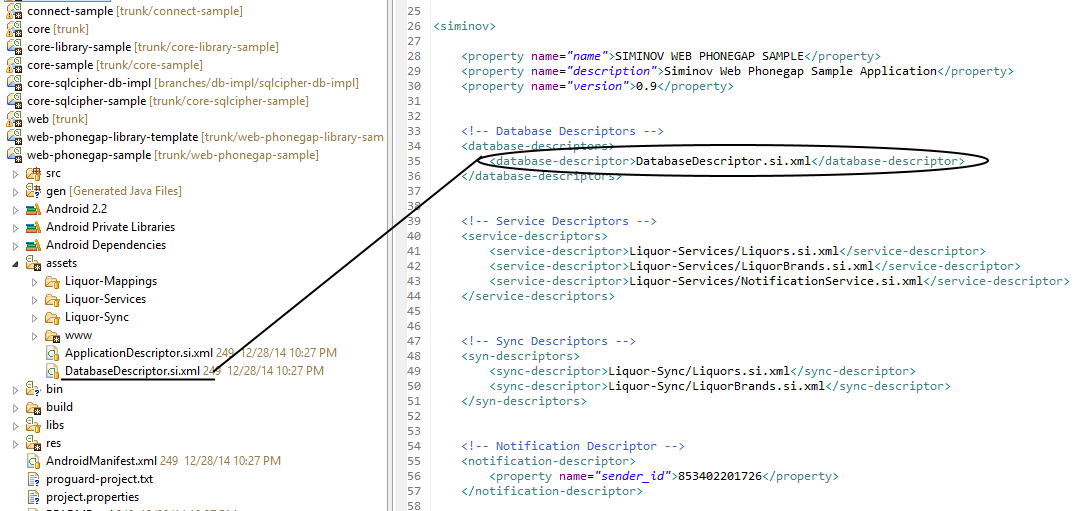 connect-sample [trunk/connect-sample]
core [trunk]
core-library-sample [trunk/core-library-sample]
core-sample [trunk/core-sample]
core-sqlcipher-db-impl [branches/db-impl/sqlcipher-db-impl]
core-sqlcipher-sample [trunk/core-sqlcipher-sample]
web [trunk]
web-phonegap-library-template [trunk/web-phonegap-library-sam
web-phonegap-sample [trunk/web-phonegap-sample]
src
gen [Generated Java Files]
Android 2.2
Android Private Libraries
Android Dependencies
assets
Liquor-Mappings
Liquor-Services
Liquor-Sync
www
ApplicationDescriptor.si.xml 249 12/28/14 10:27 PM
DatabaseDescriptor.si.xml 249 12/28/14 10:27 PM
bin
build
libs
res
AndroidManifest.xml 249 12/28/14 10:27 PM
proguard-project.txt
project.properties
25
26 <siminov>
27
28 <property name="name">SIMINOV WEB PHONEGAP SAMPLE</property>
29 <property name="description">Siminov Web Phonegap Sample Application</property>
30 <property name="version">0.9</property>
31
32
33 <!-- Database Descriptors -->
34 <database-descriptors>
35 <database-descriptor>DatabaseDescriptor.si.xml</database-descriptor>
36 </database-descriptors>
37
38
39 <!-- Service Descriptors -->
40 <service-descriptors>
41 <service-descriptor>Liquor-Services/Liquors.si.xml</service-descriptor>
42 <service-descriptor>Liquor-Services/LiquorBrands.si.xml</service-descriptor>
43 <service-descriptor>Liquor-Services/NotificationService.si.xml</service-descriptor>
44 </service-descriptors>
45
46
47 <!-- Sync Descriptors -->
48 <syn-descriptors>
49 <sync-descriptor>Liquor-Sync/Liquors.si.xml</sync-descriptor>
50 <sync-descriptor>Liquor-Sync/LiquorBrands.si.xml</sync-descriptor>
51 </syn-descriptors>
52
53
54 <!-- Notification Descriptor -->
55 <notification-descriptor>
56 <property name="sender_id">853402201726</property>
57 </notification-descriptor>
58